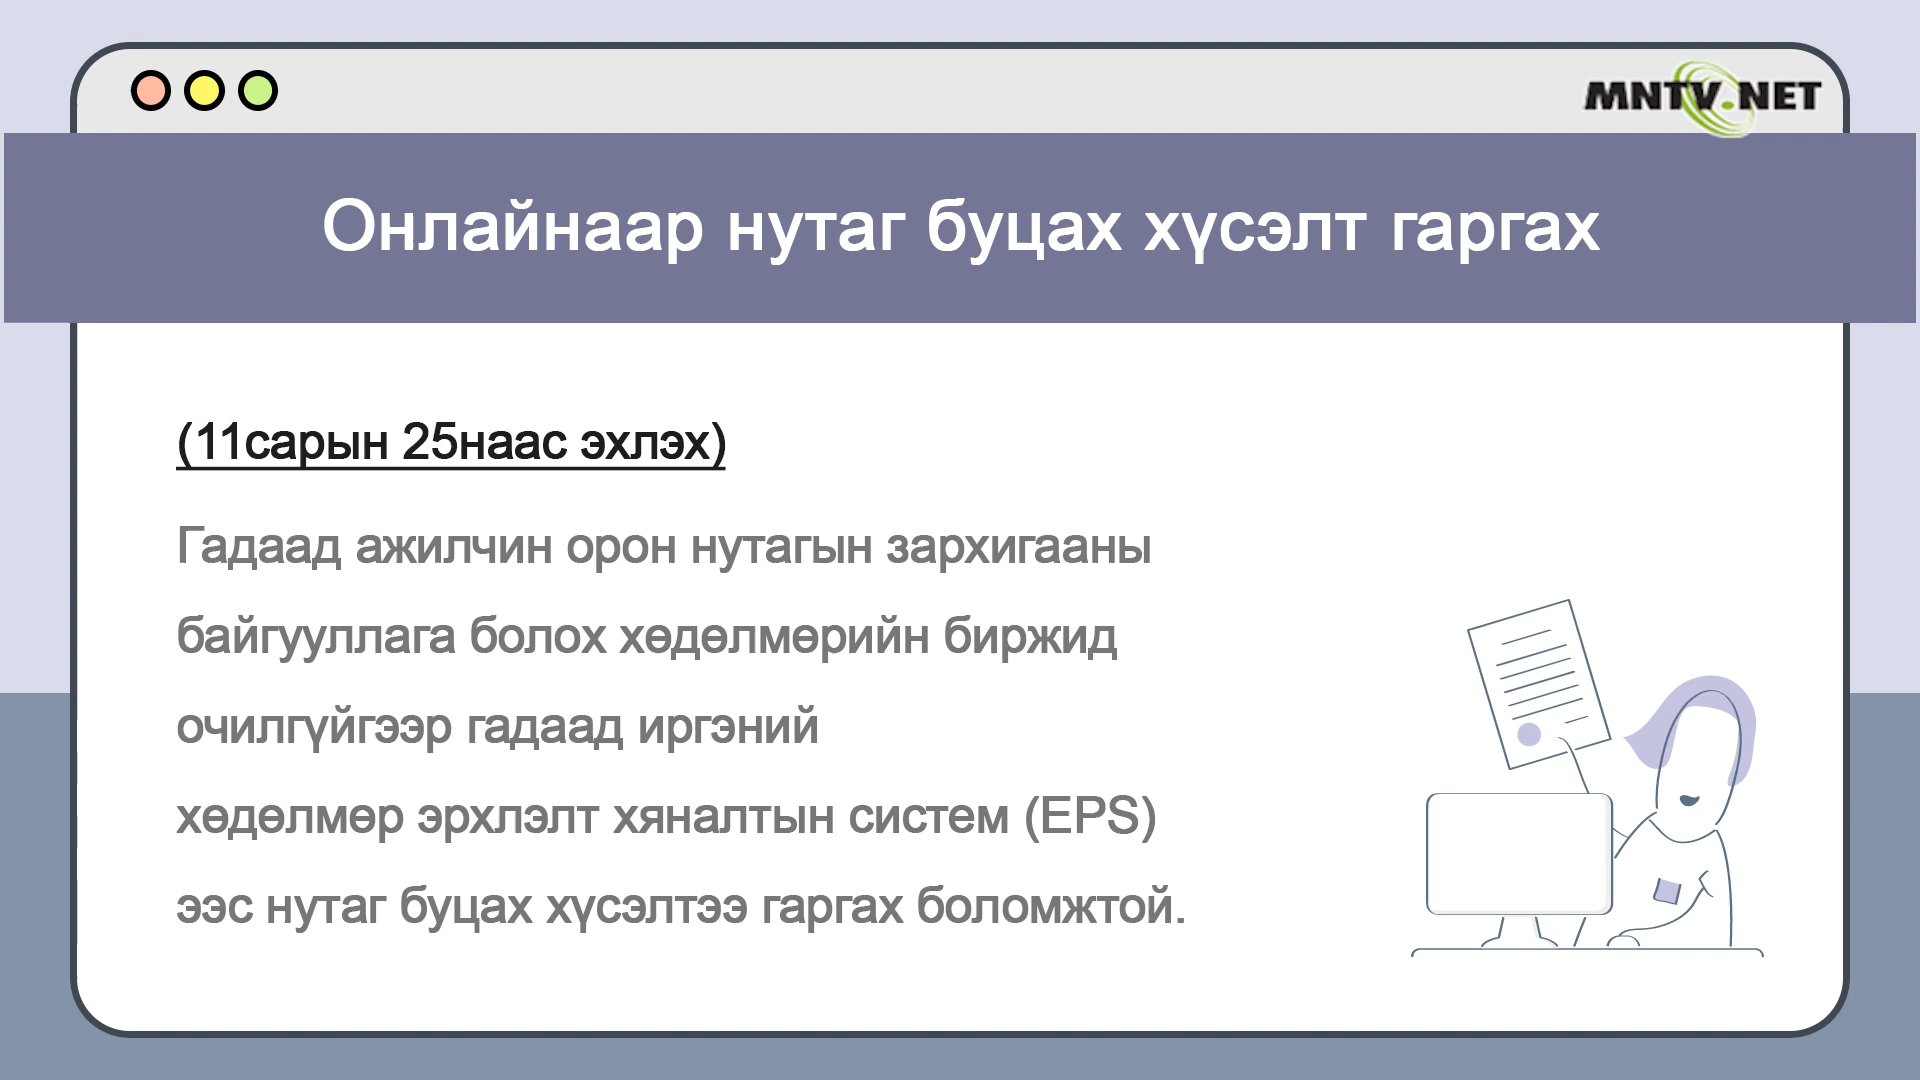 MNTV.NET
Онлайнаар нутаг буцах хүсэлт гаргах
(11сарын 25наас эхлэх)
Гадаад ажилчин орон нутагын зархигааны
байгууллага болох хөдөлмөрийн биржид
очилгүйгээр гадаад иргэний
хөдөлмөр эрхлэлт хяналтын систем (EPS)
ээс нутаг буцах хүсэлтээ гаргах боломжтой.